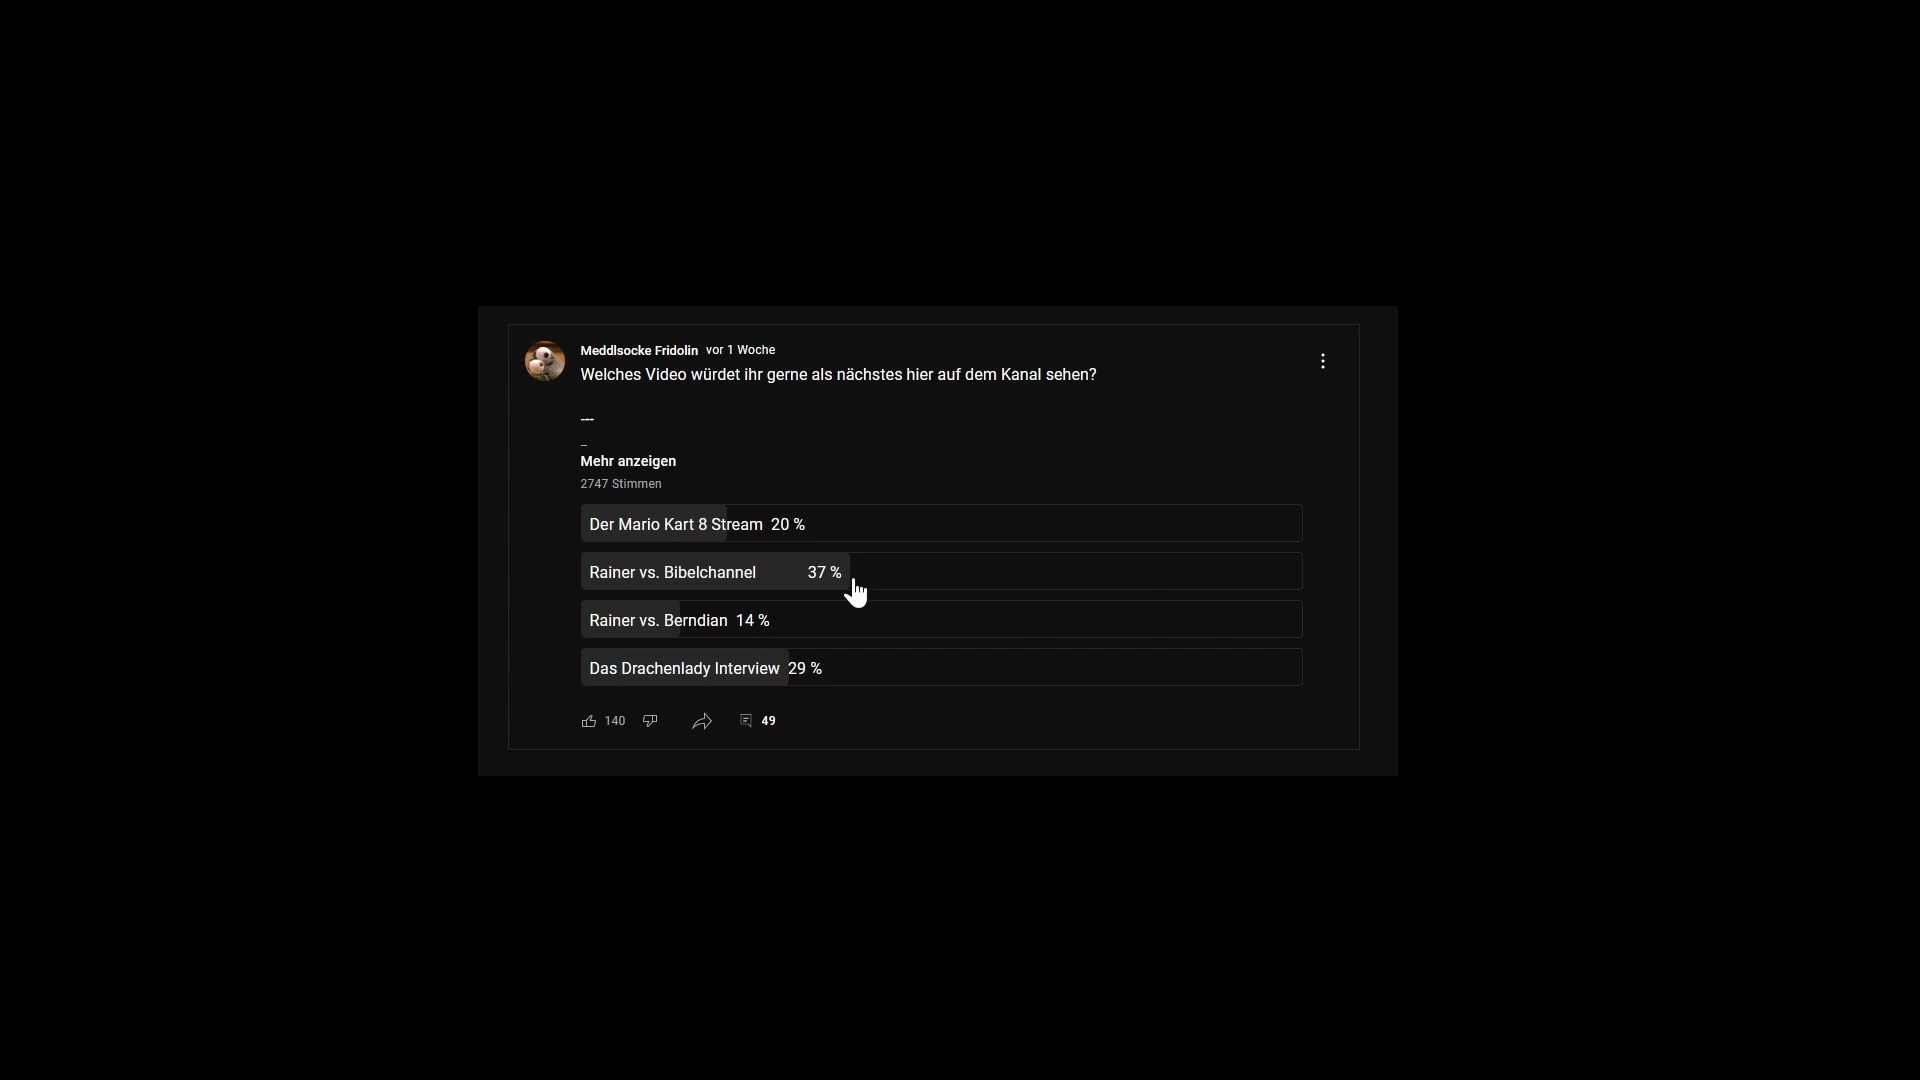 Meddlsocke Fridolin vor 1 Woche
Welches Video würdet ihr gerne als nächstes hier auf dem Kanal sehen?
---
_
Mehr anzeigen
2747 Stimmen
Der Mario Kart 8 Stream 20 %
Rainer vs. Bibelchannel 37 %
Rainer vs. Berndian 14 %
Das Drachenlady Interview 29 %
140 49